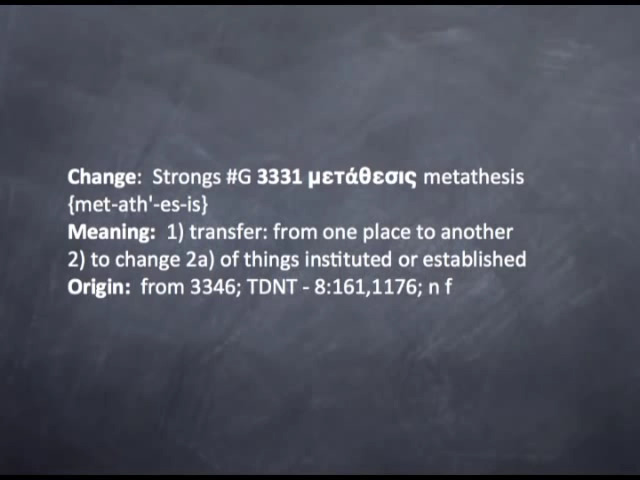 Change:  Strongs #G 3331 μετάθεσις metathesis
{met-ath'-es-is}
Meaning:  1) transfer: from one place to another
2) to change 2a) of things instituted or established
Origin:  from 3346; TDNT - 8:161,1176; n f